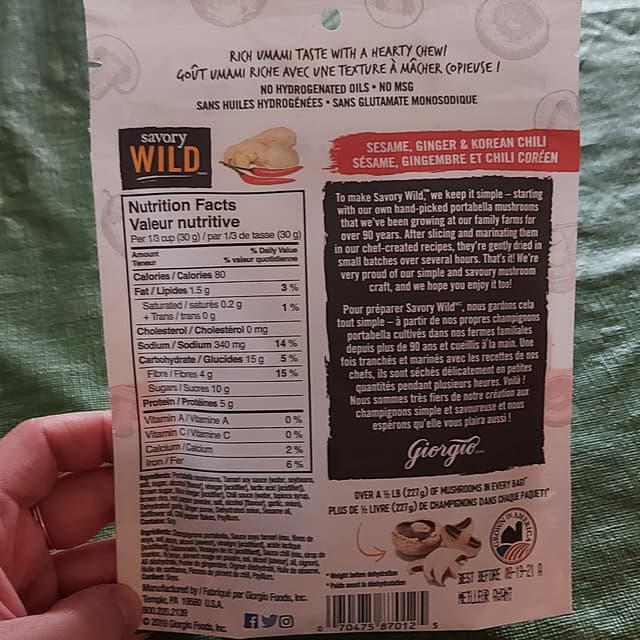 RICH UMAMI TASTE WITH A HEARTY CHEW!
GOÛT UMAMI RICHE AVEC UNE TEXTURE À MÂCHER COPIEUSE !
NO HYDROGENATED OILS • NO MSG
SANS HUILES HYDROGÉNÉES • SANS GLUTAMATE MONOSODIQUE
savory
WILD
SESAME, GINGER & KOREAN CHILI
SÉSAME, GINGEMBRE ET CHILI CORÉEN
Nutrition Facts
Valeur nutritive
Per 1/3 cup (30 g) / par 1/3 de tasse (30 g)
Amount % Daily Value
Teneur % valeur quotidienne
Calories / Calories 80
Fat / Lipides 1.5 g 3 %
Saturated / saturés 0.2 g 1 %
+ Trans / trans 0 g
Cholesterol / Cholestérol 0 mg
Sodium / Sodium 340 mg 14 %
Carbohydrate / Glucides 15 g 5 %
Fibre / Fibres 4 g 15 %
Sugars / Sucres 10 g
Protein / Protéines 5 g
Vitamin A / Vitamine A 0 %
Vitamin C / Vitamine C 0 %
Calcium / Calcium 2 %
Iron / Fer 6 %
To make Savory Wild,™ we keep it simple – starting
with our own hand-picked portabella mushrooms
that we've been growing at our family farms for
over 90 years. After slicing and marinating them
in our chef-created recipes, they're gently dried in
small batches over several hours. That's it! We're
very proud of our simple and savoury mushroom
craft, and we hope you enjoy it too!
Pour préparer Savory Wild, nous gardons cela
tout simple – à partir de nos propres champignons
portabella cultivés dans nos fermes familiales
depuis plus de 90 ans et cueillis à la main. Une
fois tranchés et marinés avec les recettes de nos
chefs, ils sont séchés délicatement en petites
quantités pendant plusieurs heures. Voilà !
Nous sommes très fiers de notre création aux
champignons simple et savoureuse et nous
espérons qu'elle vous plaira aussi !
Giorgio
OVER A ½ LB (227g) OF MUSHROOMS IN EVERY BAG*
PLUS DE ½ LIVRE (227g) DE CHAMPIGNONS DANS CHAQUE PAQUET*
GROWN IN AMERICA
* Weight before dehydration
* Poids avant la déshydratation
BEST BEFORE 08-19-21 A
MEILLEUR AVANT
Manufactured by / Fabriqué par Giorgio Foods, Inc.
Temple, PA 19560 U.S.A.
800.220.2139
© 2019 Giorgio Foods, Inc.
0 70475 87012 5